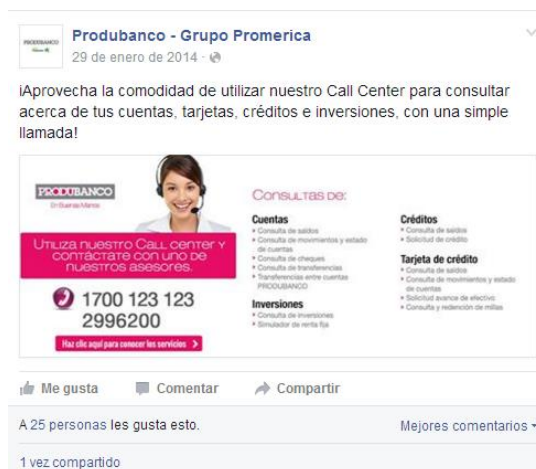 Produbanco - Grupo Promerica
29 de enero de 2014 ·
¡Aprovecha la comodidad de utilizar nuestro Call Center para consultar
acerca de tus cuentas, tarjetas, créditos e inversiones, con una simple
llamada!
PRODUBANCO
En Buenas Manos
UTILIZA NUESTRO CALL CENTER Y
CONTÁCTATE CON UNO DE
NUESTROS ASESORES.
1700 123 123
2996200
Haz clic aquí para conocer los servicios
CONSULTAS DE:
Cuentas
Consulta de saldos
Consulta de movimientos y estado
de cuentas
Consulta de cheques
Consulta de transferencias
Transferencias entre cuentas
PRODUBANCO
Inversiones
Consulta de inversiones
Simulador de renta fija
Créditos
Consulta de saldos
Solicitud de crédito
Tarjeta de crédito
Consulta de saldos
Consulta de movimientos y estado
de cuentas
Solicitud avance de efectivo
Consulta y redención de millas
Me gusta Comentar Compartir
A 25 personas les gusta esto. Mejores comentarios
1 vez compartido